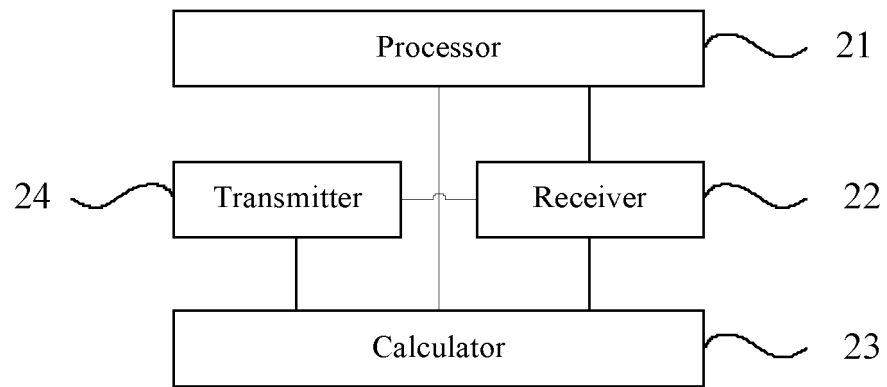 Processor
21
24
Transmitter
Receiver
22
Calculator
23